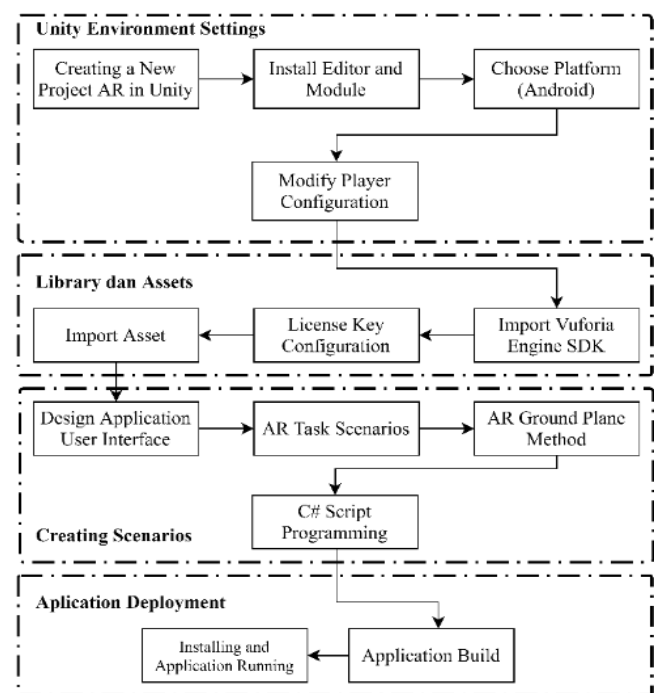 Unity Environment Settings
Creating a New
Project AR in Unity
Install Editor and
Module
Choose Platform
(Android)
Modify Player
Configuration
Library dan Assets
Import Asset
License Key
Configuration
Import Vuforia
Engine SDK
Design Application
User Interface
AR Task Scenarios
AR Ground Plane
Method
C# Script
Programming
Creating Scenarios
Aplication Deployment
Installing and
Application Running
Application Build